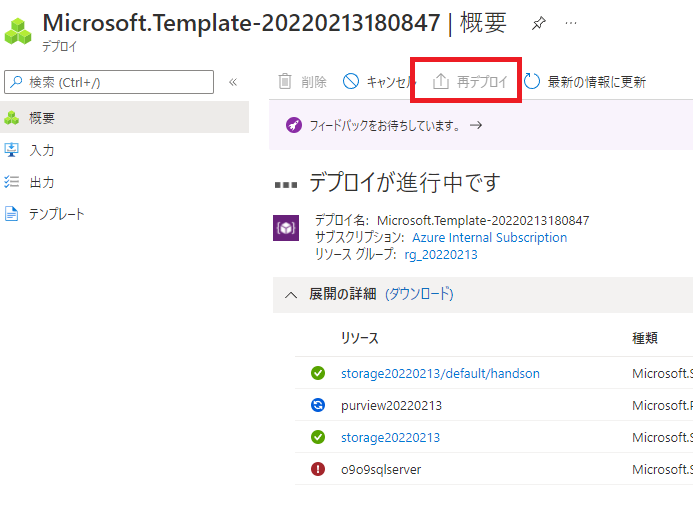 Microsoft.Template-20220213180847 | 概要
デプロイ
検索 (Ctrl+/)
«
削除
キャンセル
再デプロイ
最新の情報に更新
概要
入力
出力
テンプレート
フィードバックをお待ちしています。 →
デプロイが進行中です
デプロイ名: Microsoft.Template-20220213180847
サブスクリプション: Azure Internal Subscription
リソース グループ: rg_20220213
展開の詳細 (ダウンロード)
リソース 種類
storage20220213/default/handson Microsoft.S
purview20220213 Microsoft.P
storage20220213 Microsoft.S
o9o9sqlserver Microsoft.S